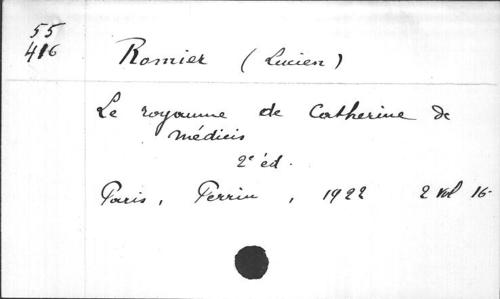 55
416
Romier (Lucien)
Le royaume de Catherine de
Médicis
2e éd.
Paris, Perrin, 1922 2 vol 16-